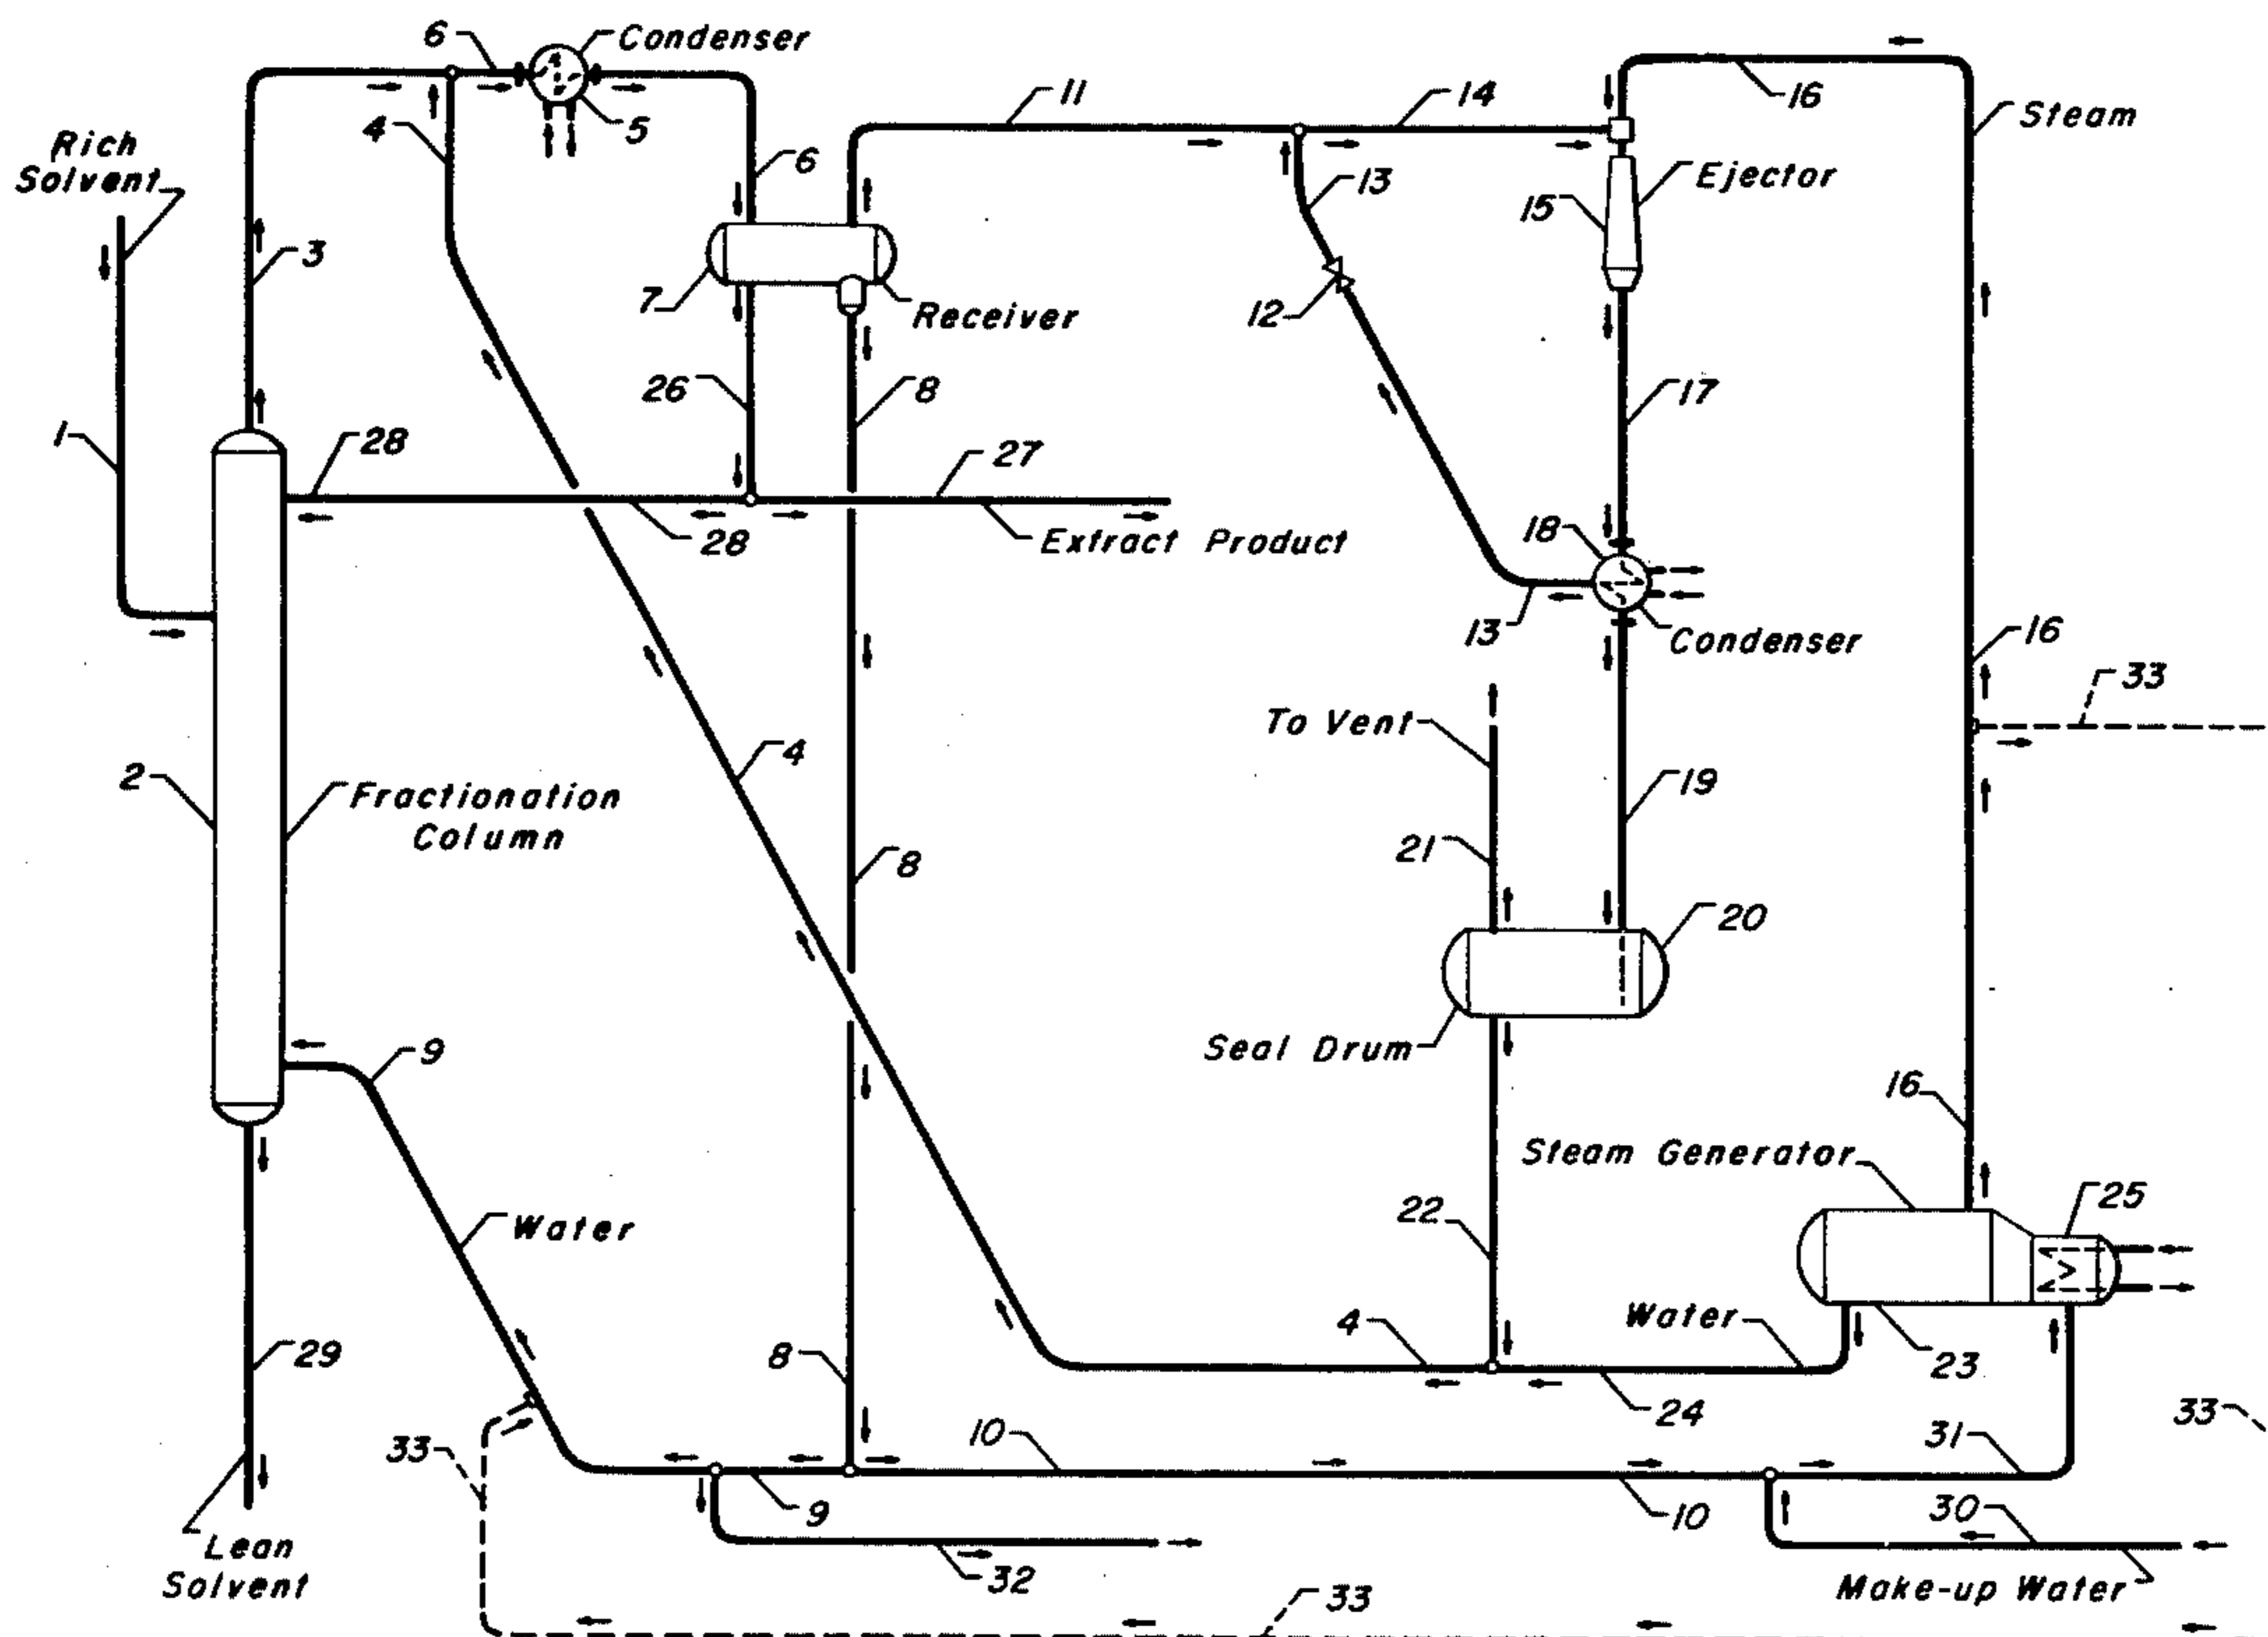 6
Condenser
5
4
Rich
Solvent
3
1
6
7
Receiver
11
14
16
Steam
13
15
Ejector
12
26
8
17
28
27
28
Extract Product
18
13
Condenser
16
33
To Vent
2
Fractionation
Column
4
19
21
8
20
Seal Drum
9
16
Steam Generator
25
22
Water
4
Water
23
24
29
8
33
10
31
33
9
10
30
Lean
Solvent
32
33
Make-up Water